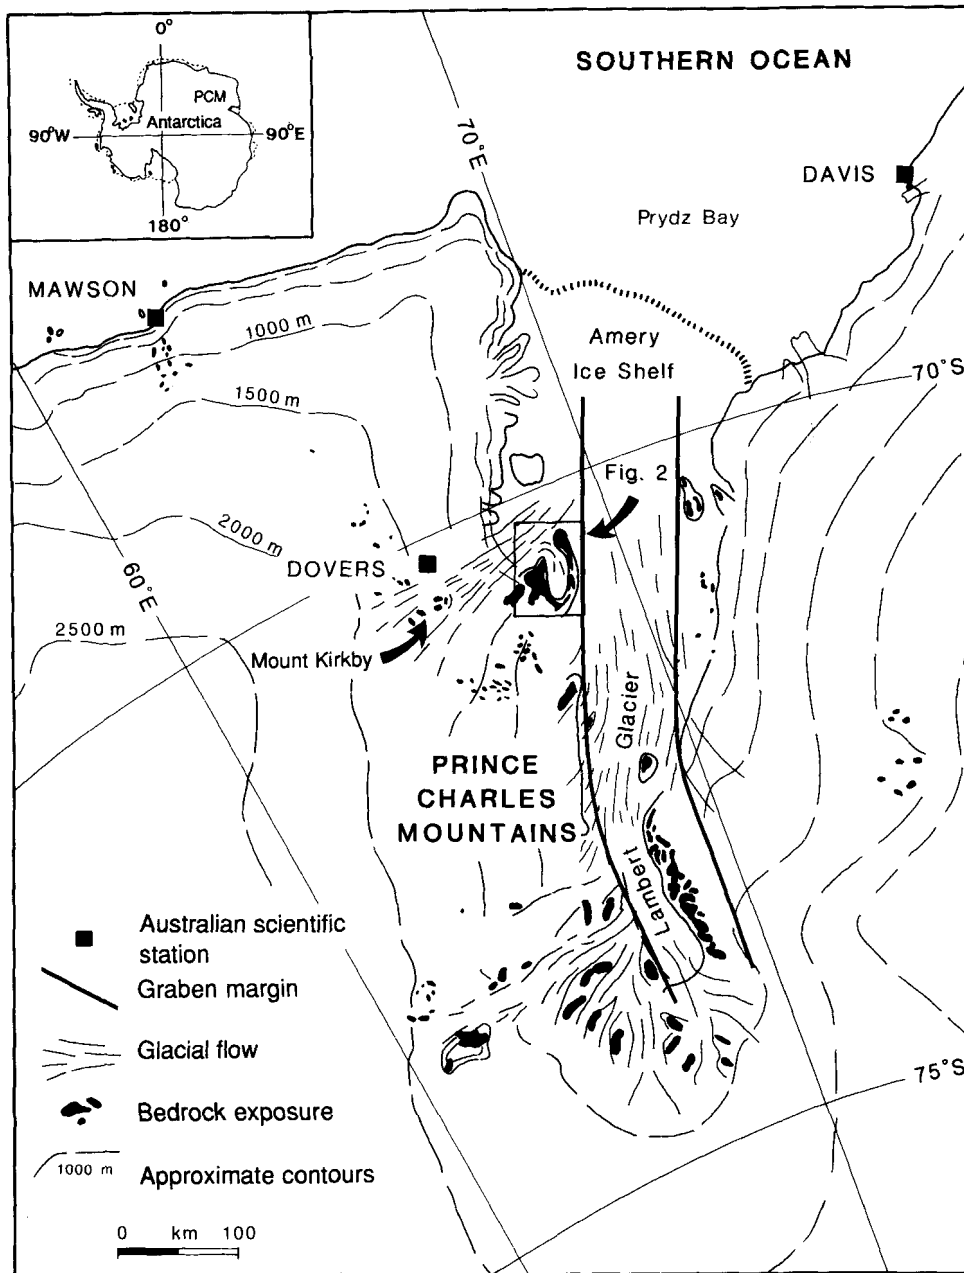 0°
PCM
Antarctica
90°W
90°E
180°
SOUTHERN OCEAN
70°E
DAVIS
Prydz Bay
MAWSON
1000 m
Amery
Ice Shelf
70°S
1500 m
Fig. 2
2000 m
DOVERS
60°E
2500 m
Mount Kirkby
Glacier
PRINCE
CHARLES
MOUNTAINS
Lambert
Australian scientific
station
Graben margin
Glacial flow
75°S
Bedrock exposure
1000 m
Approximate contours
0 km 100